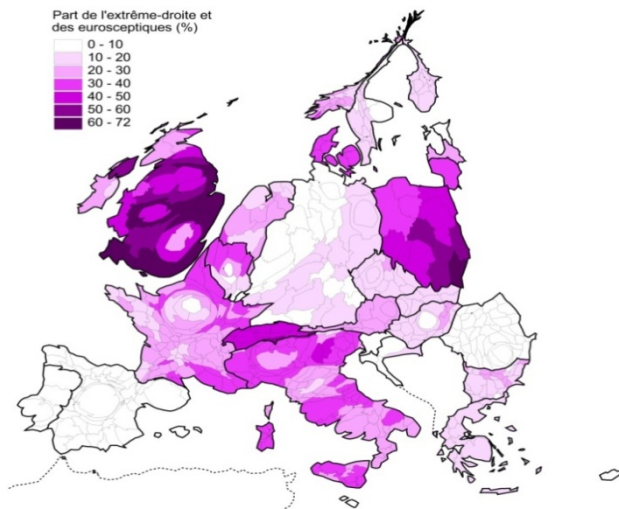 Part de l'extrême-droite et
des eurosceptiques (%)
0 - 10
10 - 20
20 - 30
30 - 40
40 - 50
50 - 60
60 - 72